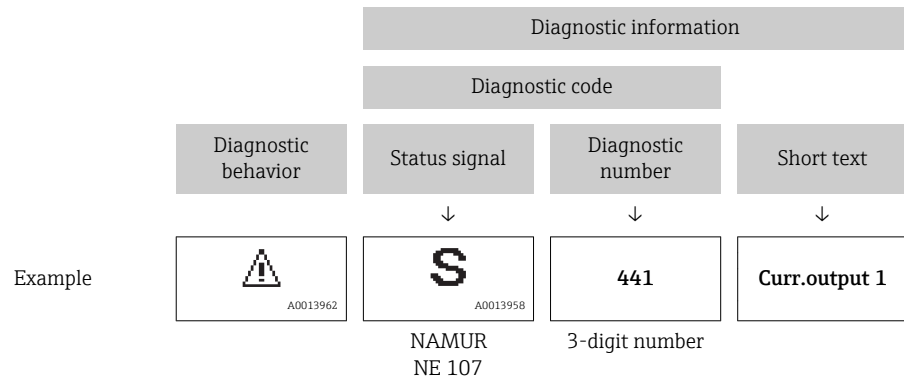 Diagnostic information
Diagnostic code
Diagnostic
behavior
Status signal
Diagnostic
number
Short text
↓ ↓ ↓
Example
A0013962
S
A0013958
441
Curr.output 1
NAMUR
NE 107
3-digit number